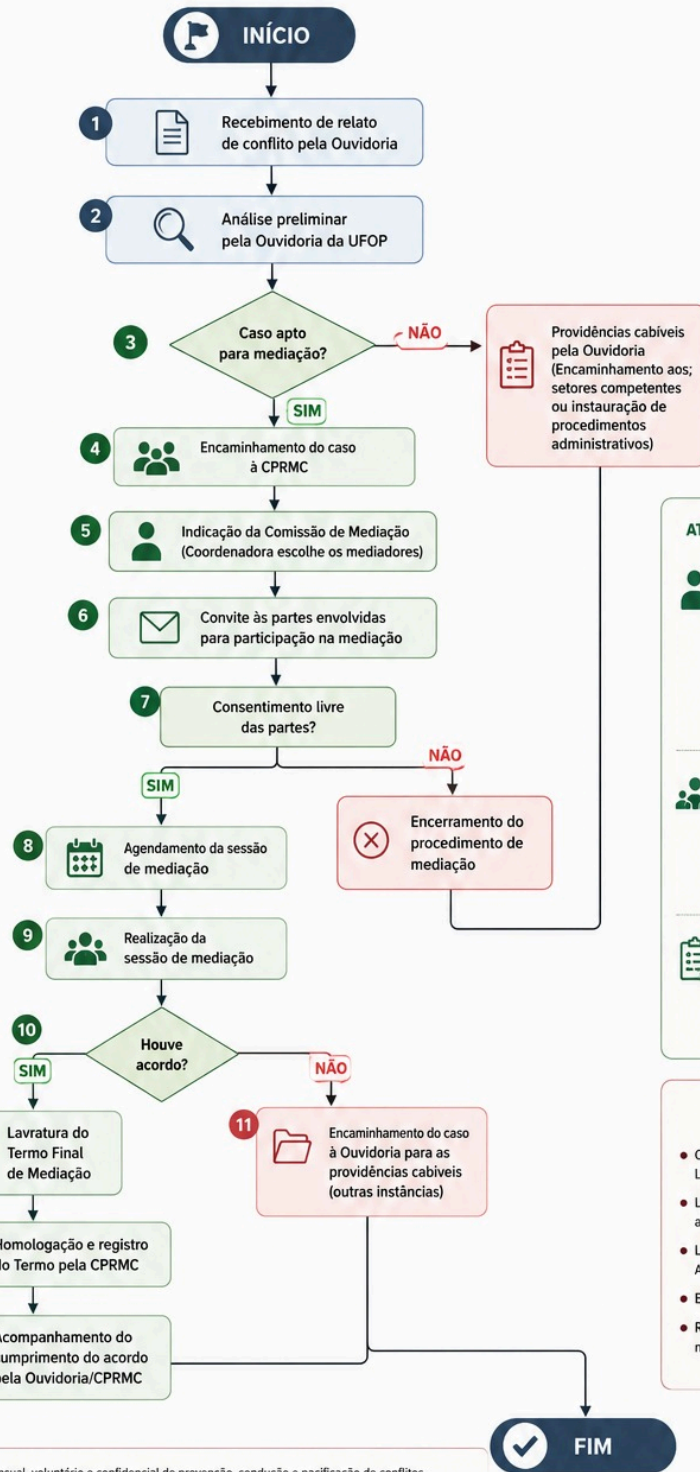 INÍCIO
1
Recebimento de relato
de conflito pela Ouvidoria
2
Análise preliminar
pela Ouvidoria da UFOP
3
Caso apto
para mediação?
NÃO
Providências cabíveis
pela Ouvidoria
(Encaminhamento aos;
setores competentes
ou instauração de
procedimentos
administrativos)
SIM
4
Encaminhamento do caso
à CPRMC
5
Indicação da Comissão de Mediação
(Coordenadora escolhe os mediadores)
6
Convite às partes envolvidas
para participação na mediação
7
Consentimento livre
das partes?
NÃO
SIM
Encerramento do
procedimento de
mediação
8
Agendamento da sessão
de mediação
9
Realização da
sessão de mediação
10
Houve
acordo?
SIM
NÃO
Lavratura do
Termo Final
de Mediação
11
Encaminhamento do caso
à Ouvidoria para as
providências cabiveis
(outras instâncias)
Homologação e registro
do Termo pela CPRMC
Acompanhamento do
cumprimento do acordo
pela Ouvidoria/CPRMC
FIM